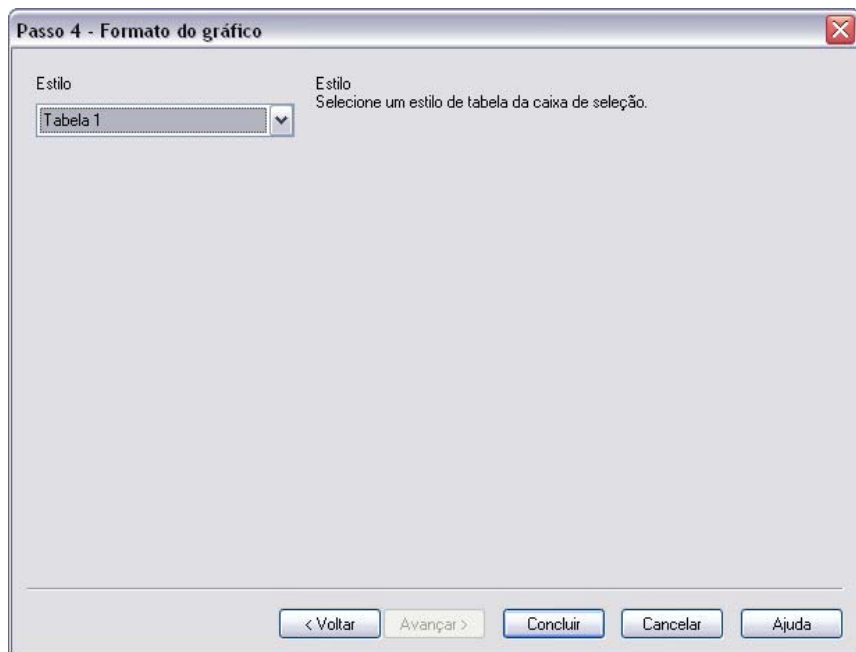 Passo 4 - Formato do gráfico
Estilo
Tabela 1
Estilo
Selecione um estilo de tabela da caixa de seleção.
< Voltar
Avançar >
Concluir
Cancelar
Ajuda